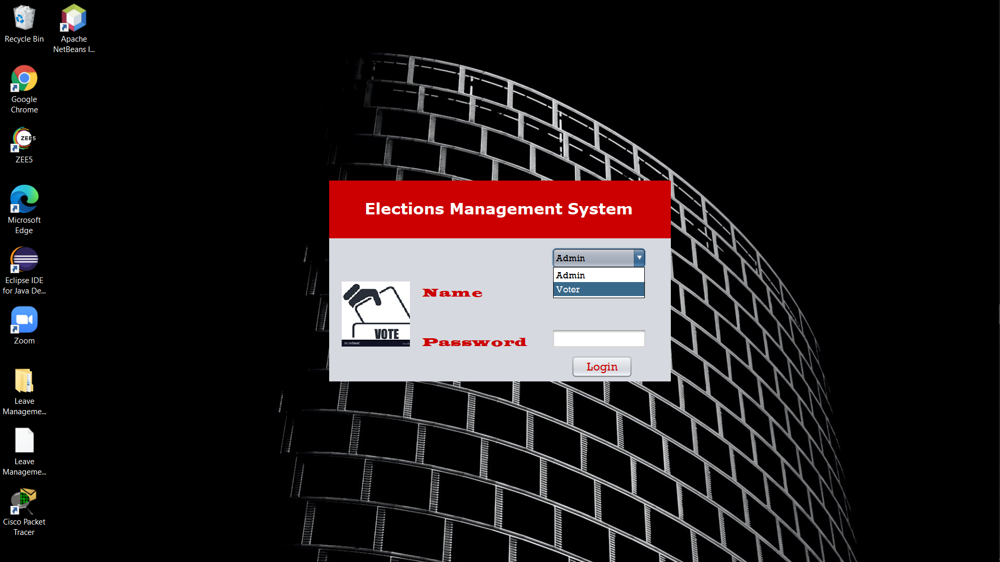 Recycle Bin
Apache
NetBeans I...
Google
Chrome
ZEE5
ZEE5
Microsoft
Edge
Eclipse IDE
for Java De...
Zoom
Leave
Manageme...
Leave
Manageme...
Cisco Packet
Tracer
Elections Management System
Admin
Admin
Voter
Name
VOTE
Password
Login